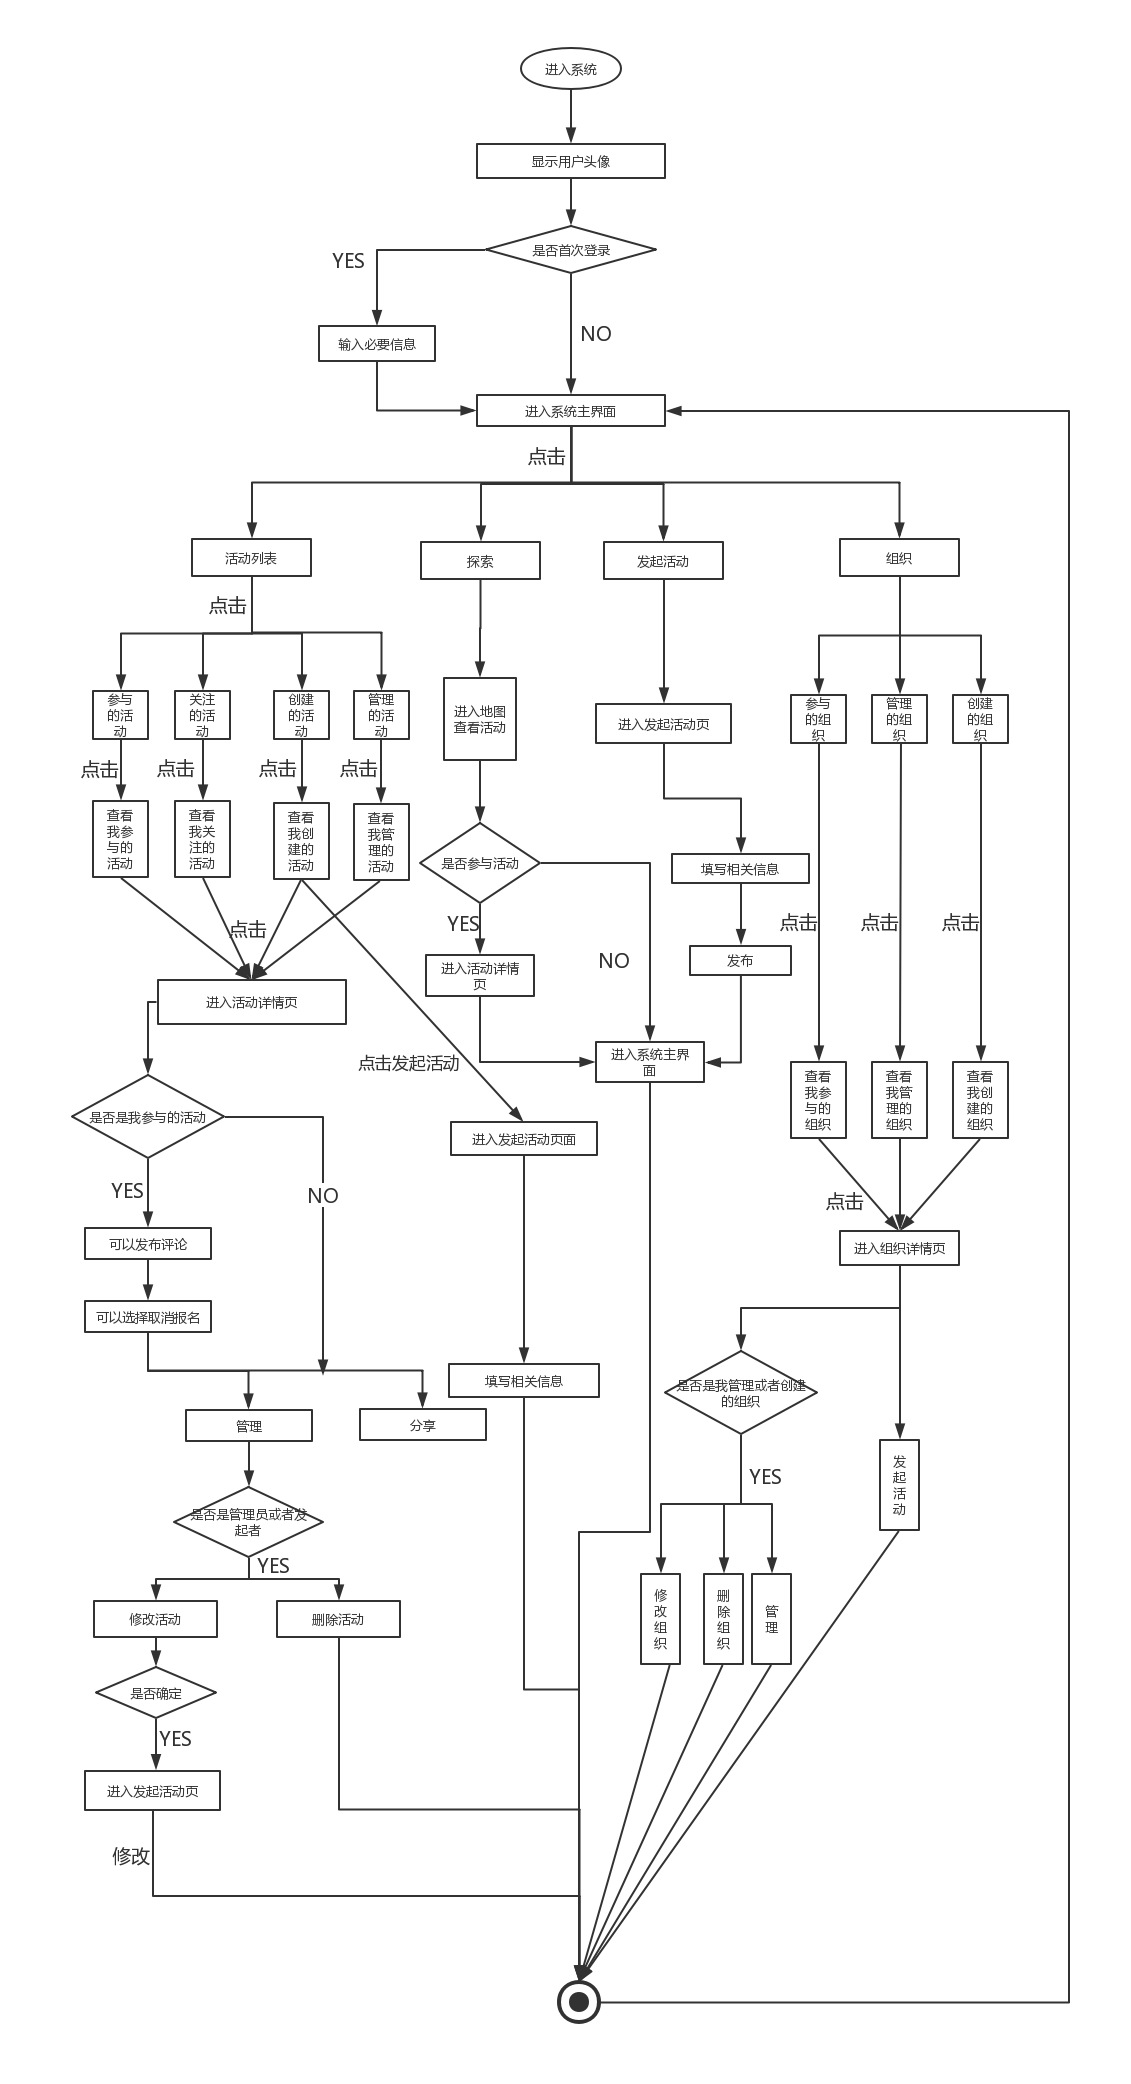 进入系统
显示用户头像
是否首次登录
YES
NO
输入必要信息
进入系统主界面
点击
活动列表
探索
发起活动
组织
点击
参与
的活
动
关注
的活
动
创建
的活
动
管理
的活
动
进入地图
查看活动
进入发起活动页
参与
的组
织
管理
的组
织
创建
的组
织
点击
点击
点击
点击
查看
我参
与的
活动
查看
我关
注的
活动
查看
我创
建的
活动
查看
我管
理的
活动
是否参与活动
填写相关信息
点击
YES
点击
点击
点击
NO
发布
进入活动详情
页
进入活动详情页
进入系统主界
面
点击发起活动
查看
我参
与的
组织
查看
我管
理的
组织
查看
我创
建的
组织
是否是我参与的活动
进入发起活动页面
YES
NO
点击
可以发布评论
进入组织详情页
可以选择取消报名
填写相关信息
是否是我管理或者创建
的组织
管理
分享
YES
发
起
活
动
是否是管理员或者发
起者
YES
修改活动
删除活动
修
改
组
织
删
除
组
织
管
理
是否确定
YES
进入发起活动页
修改